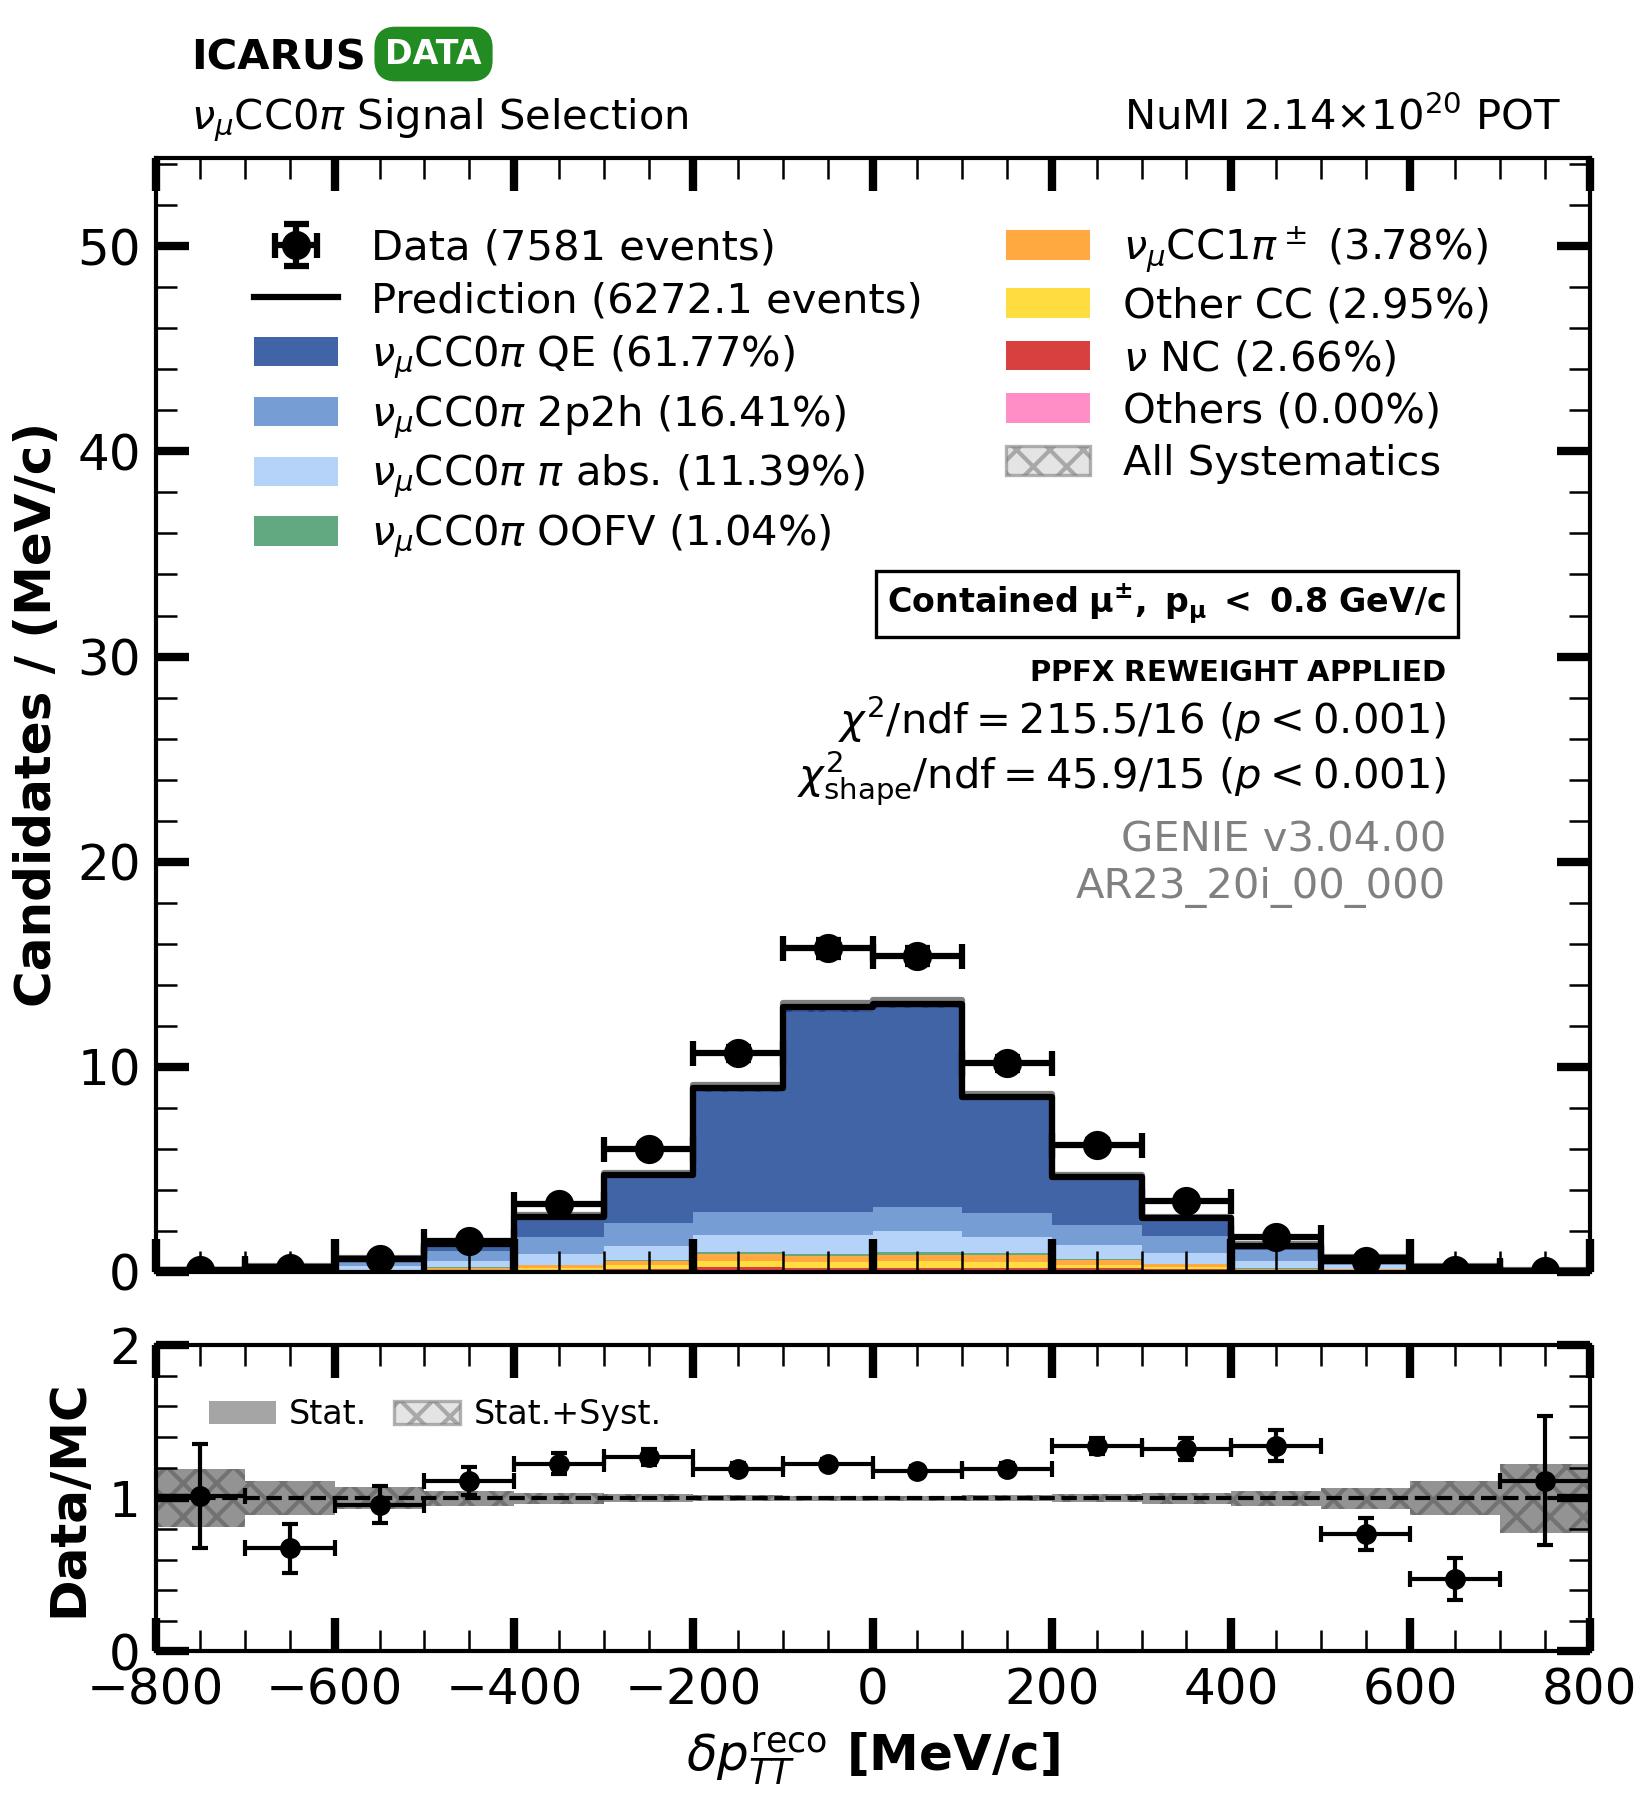 ICARUS DATA
νμCC0π Signal Selection
NuMI 2.14×10²⁰ POT
Data (7581 events)
Prediction (6272.1 events)
νμCC0π QE (61.77%)
νμCC0π 2p2h (16.41%)
νμCC0π π abs. (11.39%)
νμCC0π OOFV (1.04%)
νμCC1π± (3.78%)
Other CC (2.95%)
ν NC (2.66%)
Others (0.00%)
All Systematics
Contained μ±, pμ < 0.8 GeV/c
PPFX REWEIGHT APPLIED
χ²/ndf = 215.5/16 (p < 0.001)
χ²shape/ndf = 45.9/15 (p < 0.001)
GENIE v3.04.00
AR23_20i_00_000
Candidates / (MeV/c)
50
40
30
20
10
0
Stat.
Stat.+Syst.
Data/MC
2
1
0
−800 −600 −400 −200 0 200 400 600 800
δp_TT^reco [MeV/c]